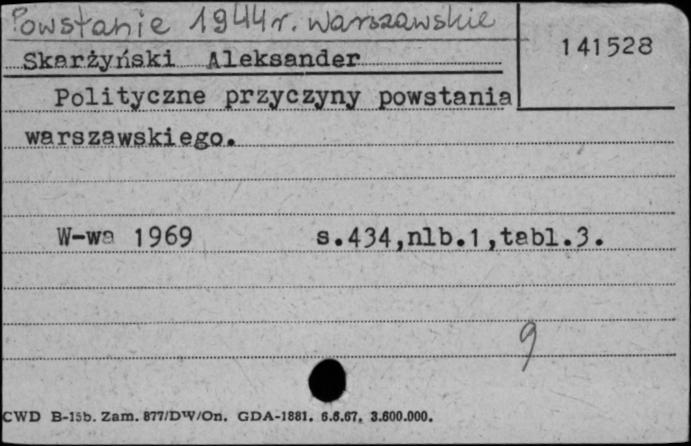 Powstanie 1944 r. warszawskie
141528
Skarżyński Aleksander
Polityczne przyczyny powstania
warszawskiego.
W-wa 1969 s.434,nlb.1,tabl.3.
9
CWD B-15b. Zam. 877/DW/On. GDA-1881. 6.6.67. 3.600.000.